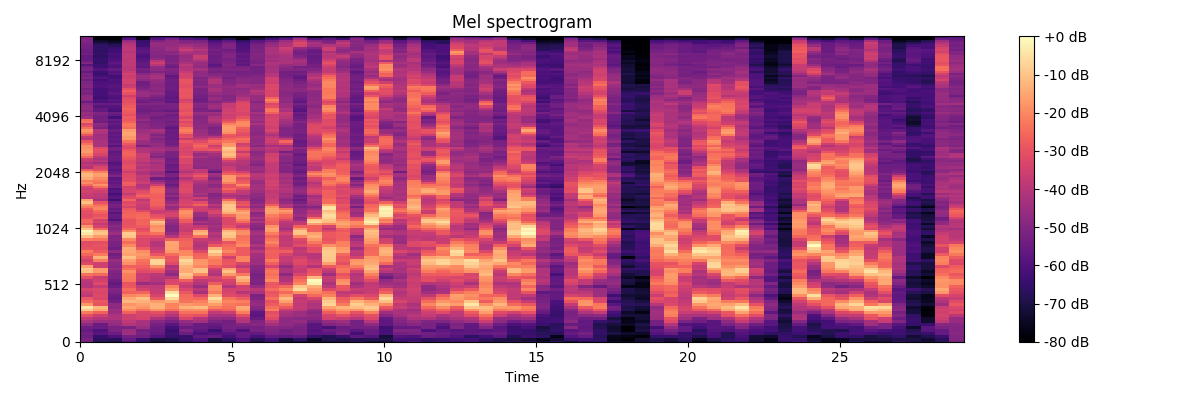 Mel spectrogram
Hz
8192
4096
2048
1024
512
0
0 5 10 15 20 25
Time
+0 dB
-10 dB
-20 dB
-30 dB
-40 dB
-50 dB
-60 dB
-70 dB
-80 dB